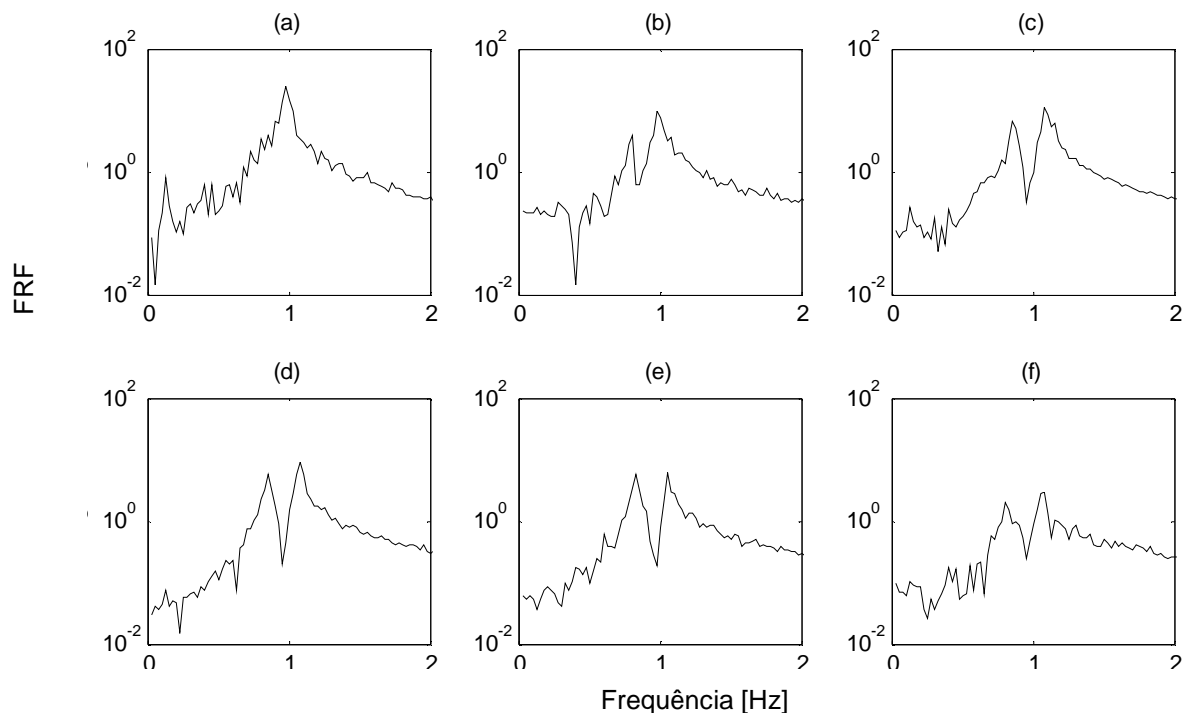 (a) (b) (c)
10^2 10^2 10^2
10^0 10^0 10^0
10^-2 10^-2 10^-2
0 1 2 0 1 2 0 1 2
FRF
(d) (e) (f)
10^2 10^2 10^2
10^0 10^0 10^0
10^-2 10^-2 10^-2
0 1 2 0 1 2 0 1 2
Frequência [Hz]